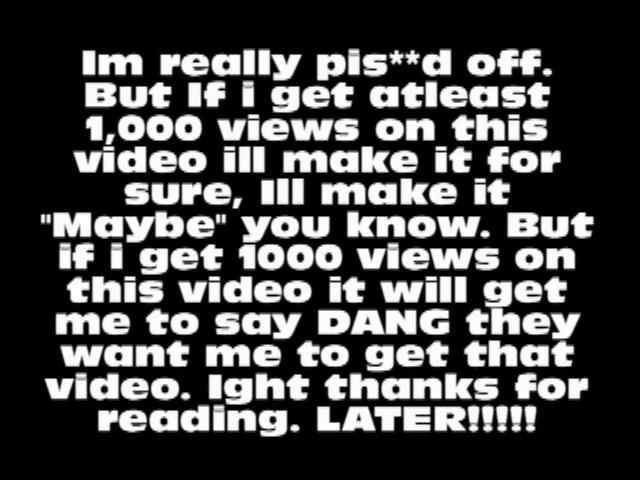 Im really pis**d off.
But If i get atleast
1,000 views on this
video ill make it for
sure, Ill make it
"Maybe" you know. But
if i get 1000 views on
this video it will get
me to say DANG they
want me to get that
video. Ight thanks for
reading. LATER!!!!!